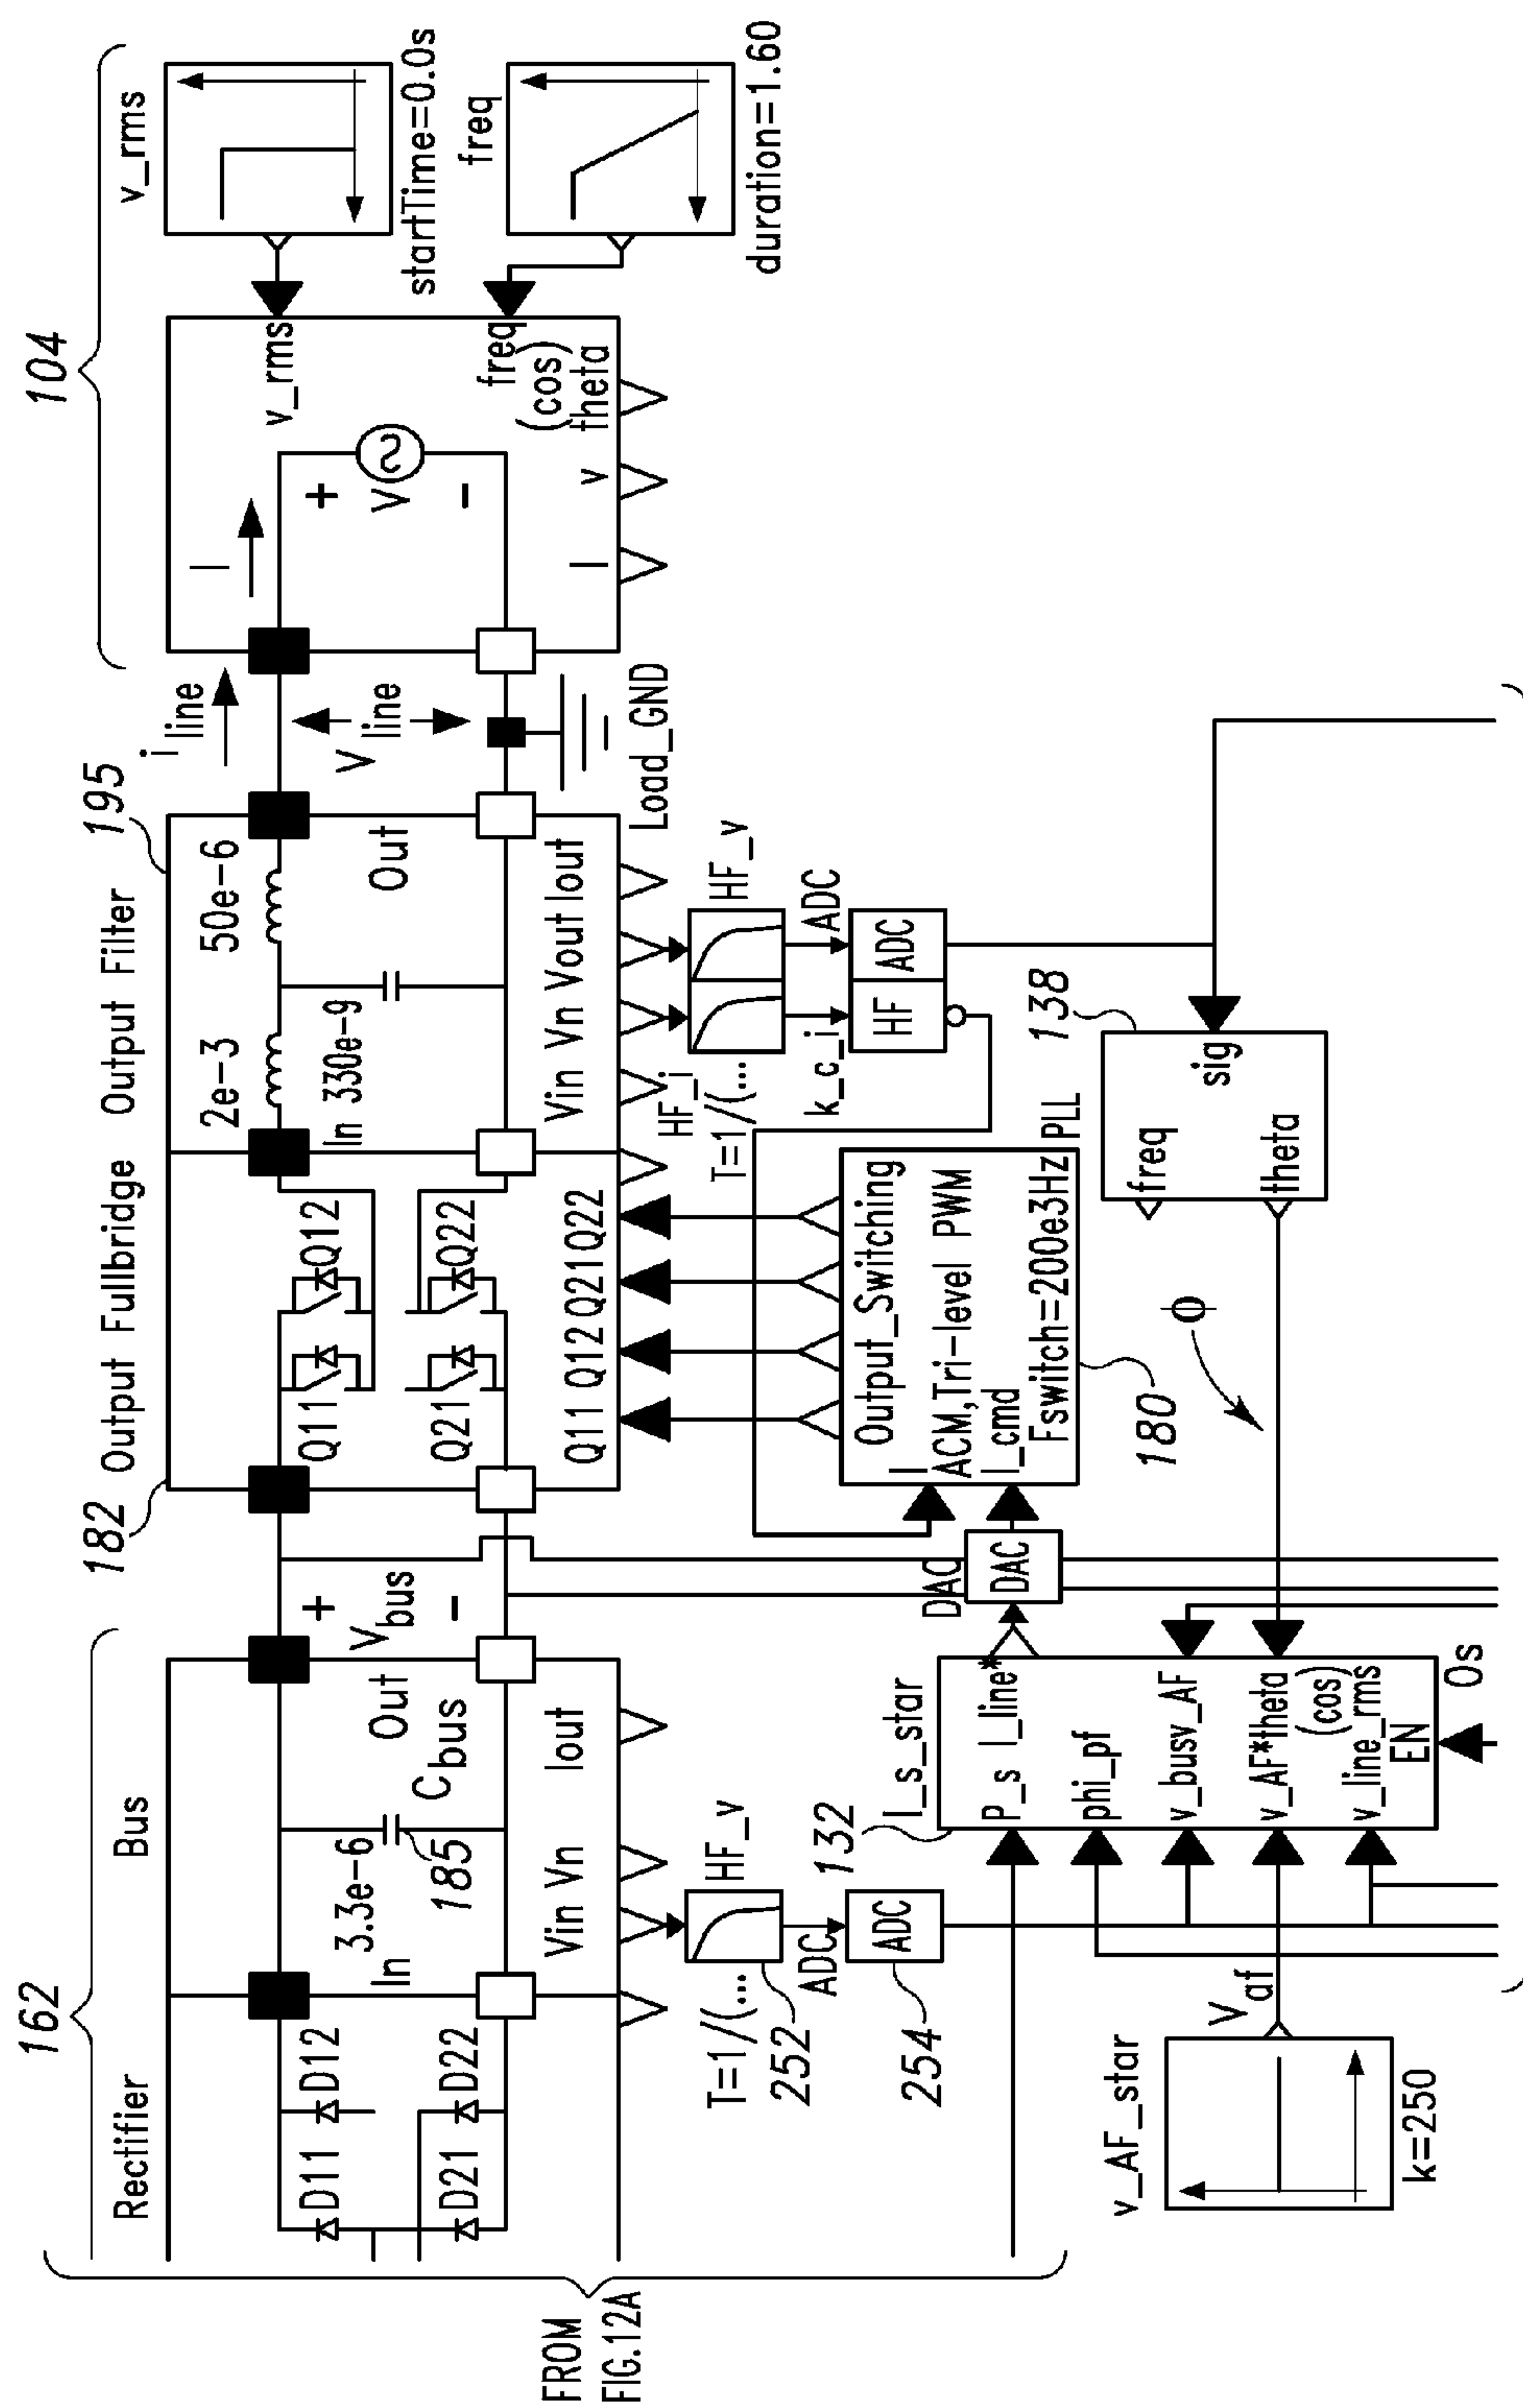 162
104
Rectifier
Bus
182
Output Fullbridge
Output Filter
195
D11
D12
D21
D22
In
3.3e-6
185
Out
C bus
Vin Vn
Iout
+
V bus
-
Q11
Q12
Q21
Q22
Q11 Q12 Q21 Q22
2e-3
50e-6
In
330e-9
Out
Vin Vn Vout Iout
i line
V line
Load_GND
I
+
V
-
I
v
theta
(cos)
v_rms
freq
v_rms
startTime=0.0s
freq
duration=1.60
FROM
FIG.12A
T=1/(...
HF_v
252
ADC
ADC
254
132
I_s_star
P_s I_line*
phi_pf
v_busv_AF
v_AF*theta
(cos)
v_line_rms
EN
0s
v_AF_star
k=250
V af
DAC
DAC
Output_Switching
I
ACM,Tri-level PWM
I_cmd
Fswitch=200e3Hz
180
HF_i
T=1/(...
HF_v
k_c_i
ADC
HF
ADC
PLL
138
freq
sig
theta
ϕ